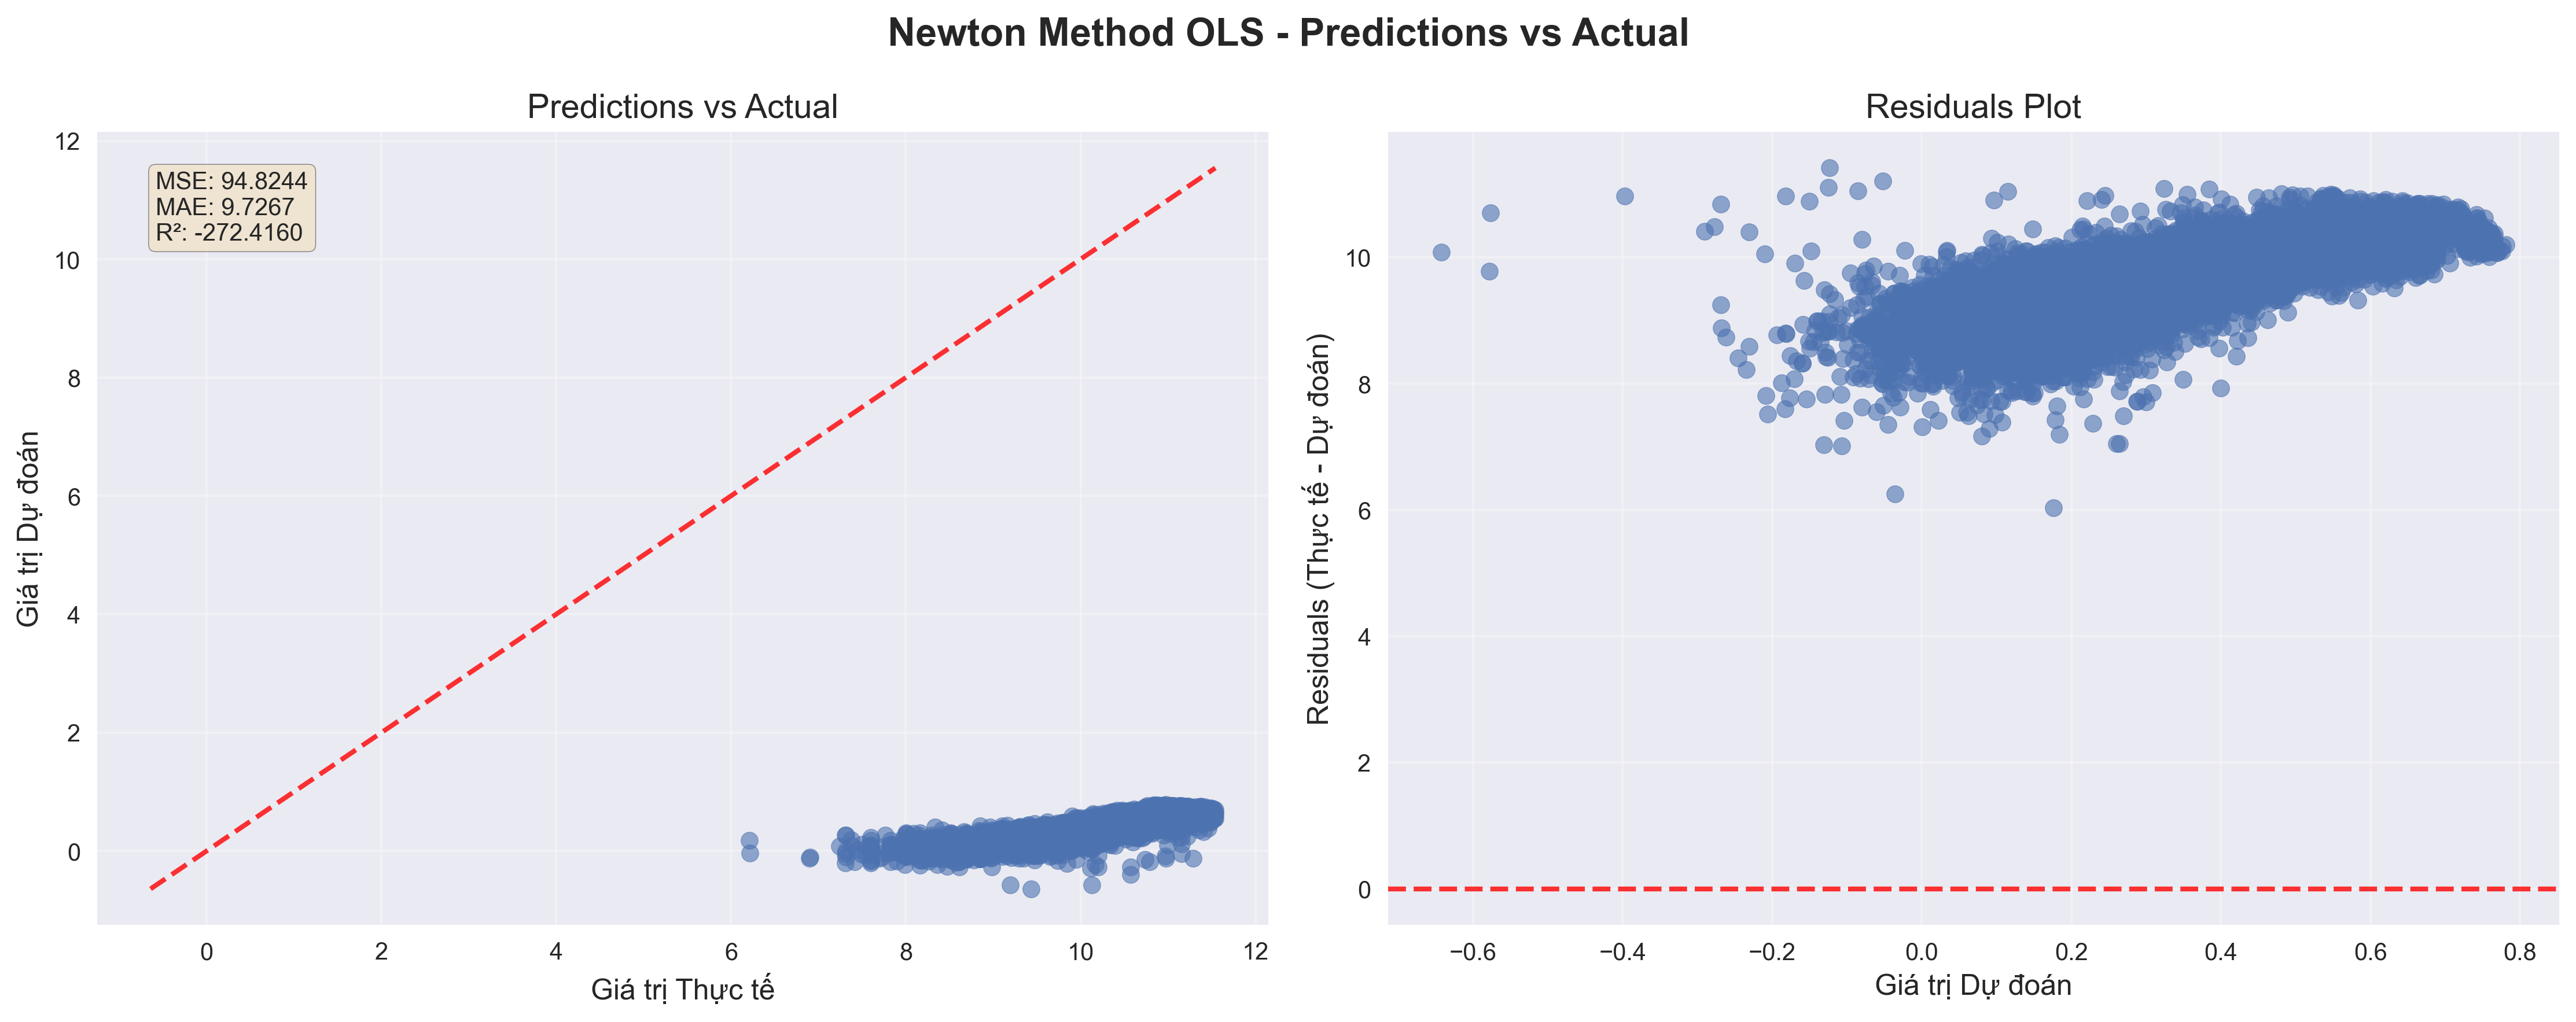 Newton Method OLS - Predictions vs Actual
Predictions vs Actual
12
10
8
6
4
2
0
Giá trị Dự đoán
MSE: 94.8244
MAE: 9.7267
R²: -272.4160
0 2 4 6 8 10 12
Giá trị Thực tế
Residuals Plot
10
8
6
4
2
0
Residuals (Thực tế - Dự đoán)
−0.6 −0.4 −0.2 0.0 0.2 0.4 0.6 0.8
Giá trị Dự đoán